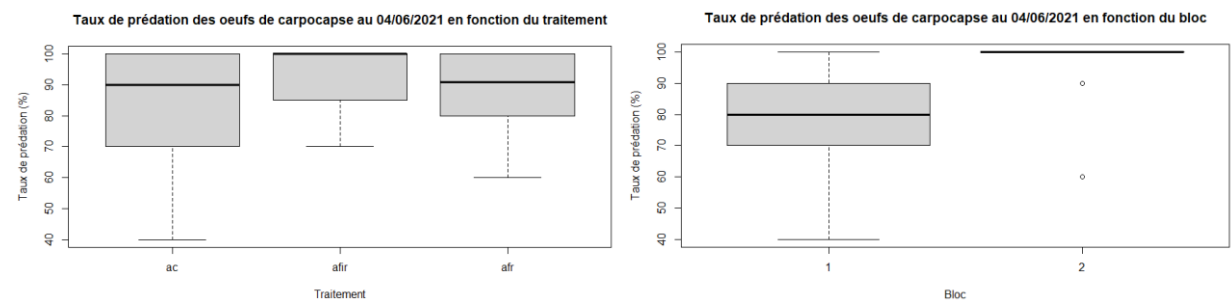 Taux de prédation des oeufs de carpocapse au 04/06/2021 en fonction du traitement
Taux de prédation (%)
100
90
80
70
60
50
40
ac afir afr
Traitement
Taux de prédation des oeufs de carpocapse au 04/06/2021 en fonction du bloc
Taux de prédation (%)
100
90
80
70
60
50
40
1 2
Bloc